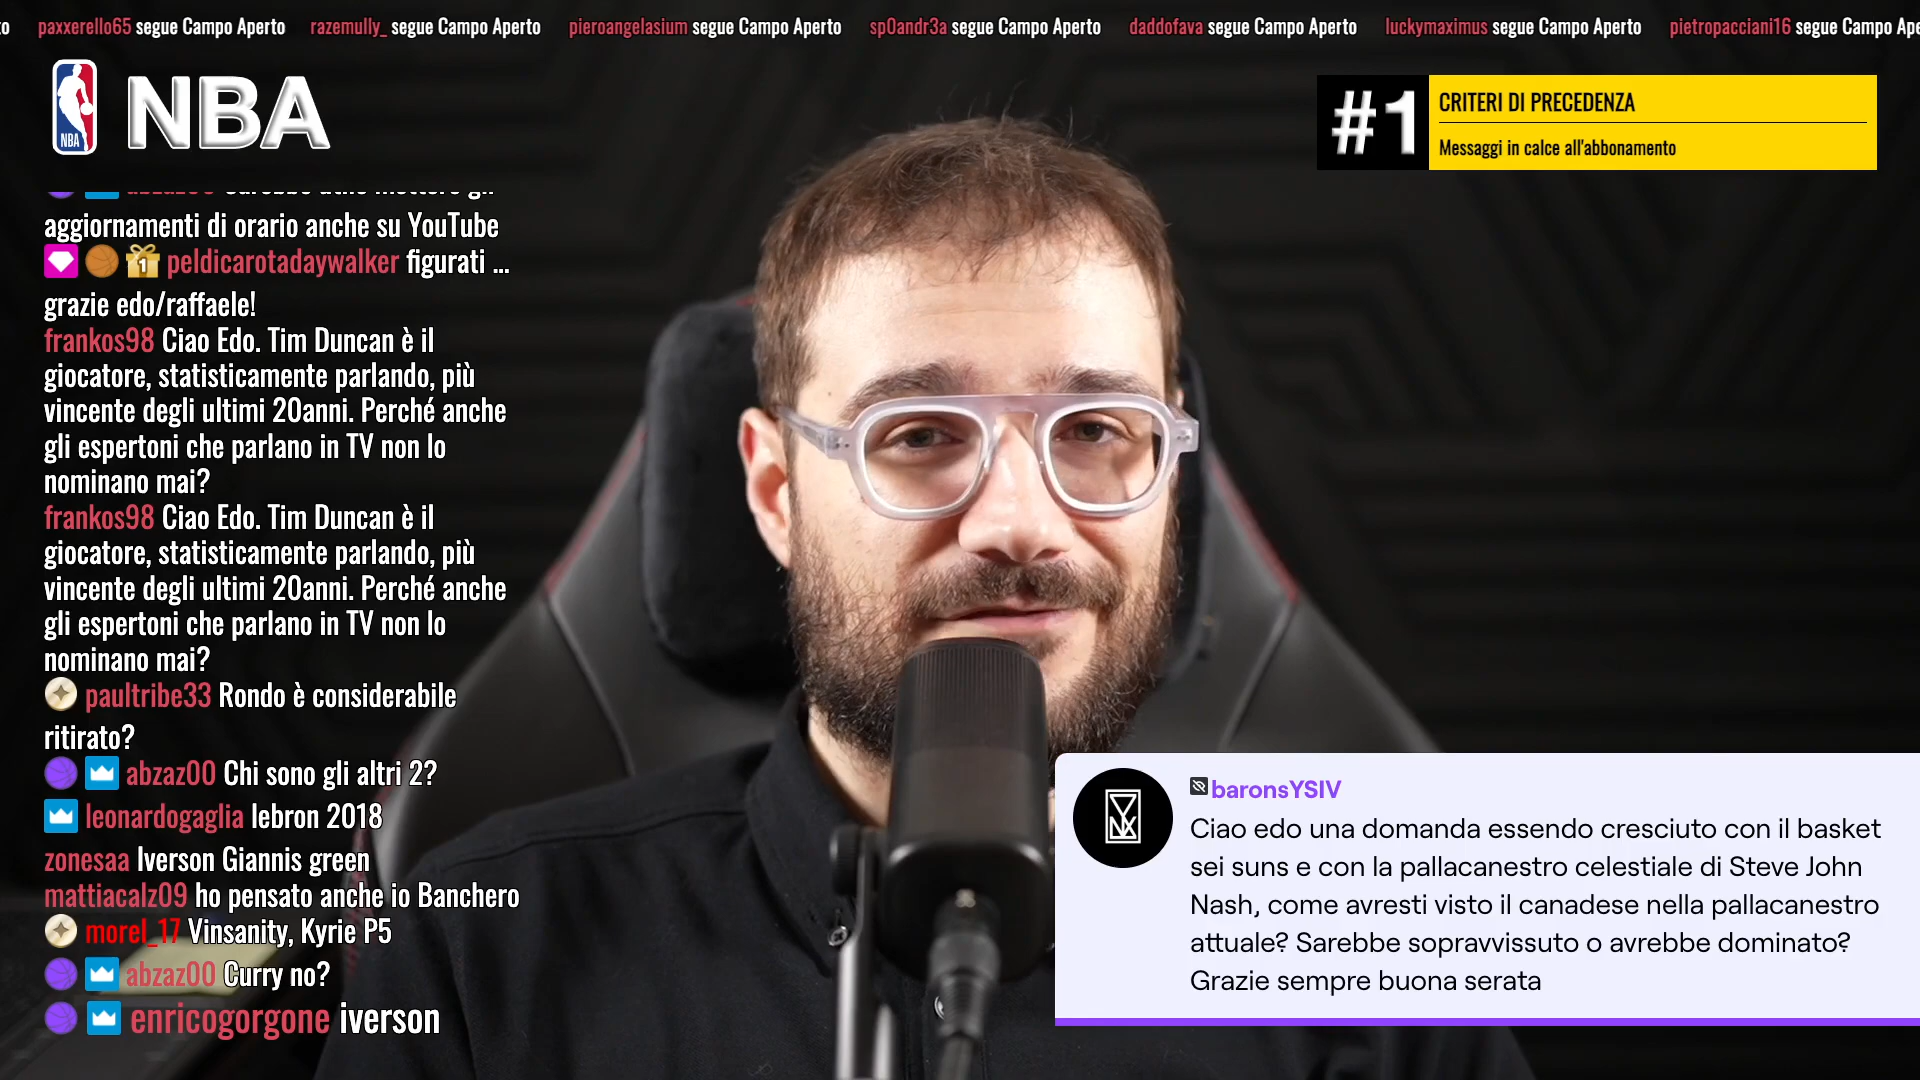 o paxxerello65 segue Campo Aperto razemully_ segue Campo Aperto pieroangelasium segue Campo Aperto sp0andr3a segue Campo Aperto daddofava segue Campo Aperto luckymaximus segue Campo Aperto pietropacciani16 segue Campo Ape
NBA
NBA
#1
CRITERI DI PRECEDENZA
Messaggi in calce all'abbonamento
aggiornamenti di orario anche su YouTube
1 peldicarotadaywalker figurati ...
grazie edo/raffaele!
frankos98 Ciao Edo. Tim Duncan è il
giocatore, statisticamente parlando, più
vincente degli ultimi 20anni. Perché anche
gli espertoni che parlano in TV non lo
nominano mai?
frankos98 Ciao Edo. Tim Duncan è il
giocatore, statisticamente parlando, più
vincente degli ultimi 20anni. Perché anche
gli espertoni che parlano in TV non lo
nominano mai?
paultribe33 Rondo è considerabile
ritirato?
abzaz00 Chi sono gli altri 2?
leonardogaglia lebron 2018
zonesaa Iverson Giannis green
mattiacalz09 ho pensato anche io Banchero
morel_17 Vinsanity, Kyrie P5
abzaz00 Curry no?
enricogorgone iverson
baronsYSIV
Ciao edo una domanda essendo cresciuto con il basket
sei suns e con la pallacanestro celestiale di Steve John
Nash, come avresti visto il canadese nella pallacanestro
attuale? Sarebbe sopravvissuto o avrebbe dominato?
Grazie sempre buona serata